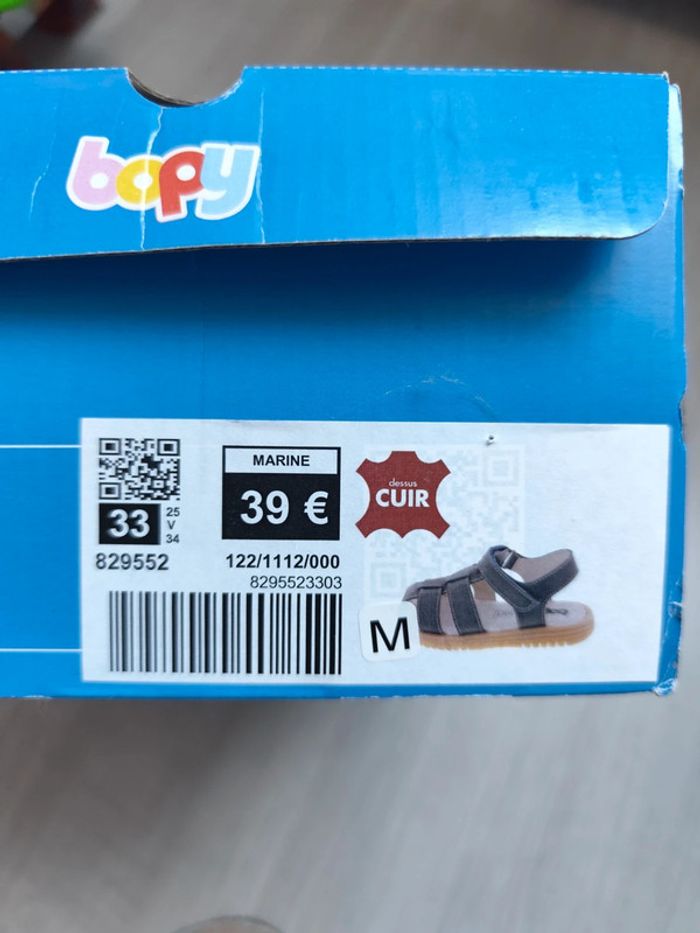 bopy
MARINE
39 €
dessus
CUIR
33
25
V
34
829552
122/1112/000
8295523303
M